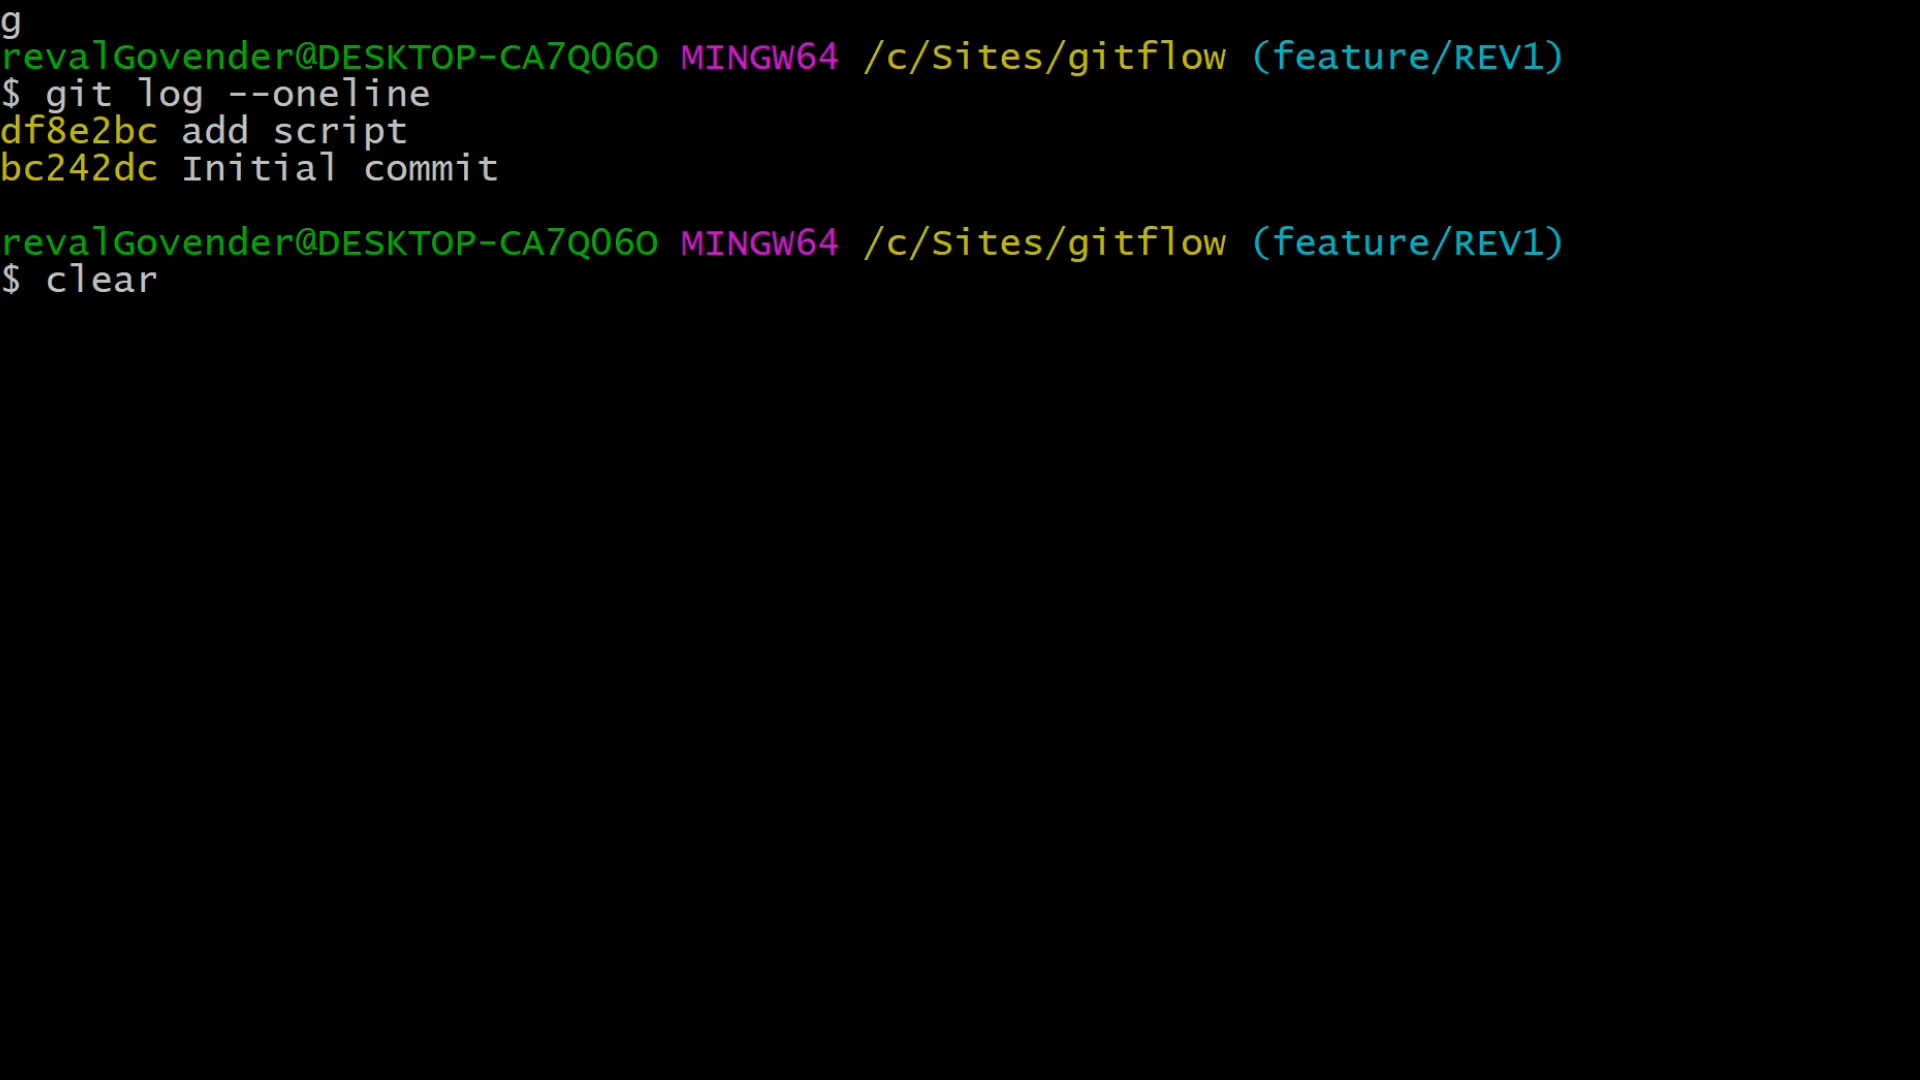 g
revalGovender@DESKTOP-CA7Q06O MINGW64 /c/Sites/gitflow (feature/REV1)
$ git log --oneline
df8e2bc add script
bc242dc Initial commit
revalGovender@DESKTOP-CA7Q06O MINGW64 /c/Sites/gitflow (feature/REV1)
$ clear